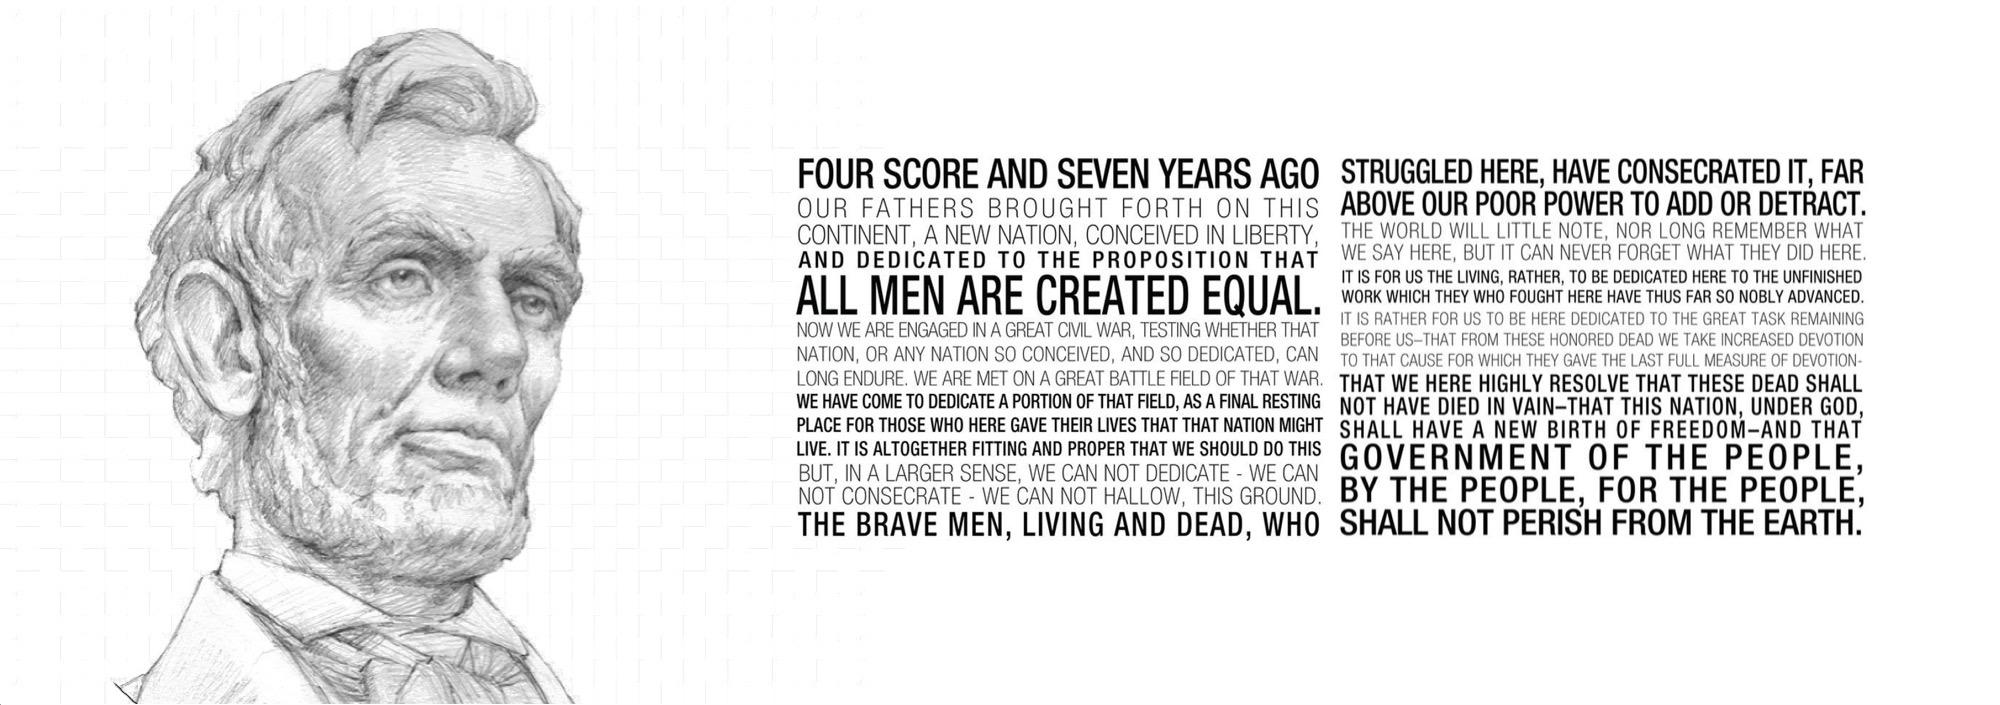 FOUR SCORE AND SEVEN YEARS AGO
OUR FATHERS BROUGHT FORTH ON THIS
CONTINENT, A NEW NATION, CONCEIVED IN LIBERTY,
AND DEDICATED TO THE PROPOSITION THAT
ALL MEN ARE CREATED EQUAL.
NOW WE ARE ENGAGED IN A GREAT CIVIL WAR, TESTING WHETHER THAT
NATION, OR ANY NATION SO CONCEIVED, AND SO DEDICATED, CAN
LONG ENDURE. WE ARE MET ON A GREAT BATTLE FIELD OF THAT WAR.
WE HAVE COME TO DEDICATE A PORTION OF THAT FIELD, AS A FINAL RESTING
PLACE FOR THOSE WHO HERE GAVE THEIR LIVES THAT THAT NATION MIGHT
LIVE. IT IS ALTOGETHER FITTING AND PROPER THAT WE SHOULD DO THIS
BUT, IN A LARGER SENSE, WE CAN NOT DEDICATE - WE CAN
NOT CONSECRATE - WE CAN NOT HALLOW, THIS GROUND.
THE BRAVE MEN, LIVING AND DEAD, WHO
STRUGGLED HERE, HAVE CONSECRATED IT, FAR
ABOVE OUR POOR POWER TO ADD OR DETRACT.
THE WORLD WILL LITTLE NOTE, NOR LONG REMEMBER WHAT
WE SAY HERE, BUT IT CAN NEVER FORGET WHAT THEY DID HERE.
IT IS FOR US THE LIVING, RATHER, TO BE DEDICATED HERE TO THE UNFINISHED
WORK WHICH THEY WHO FOUGHT HERE HAVE THUS FAR SO NOBLY ADVANCED.
IT IS RATHER FOR US TO BE HERE DEDICATED TO THE GREAT TASK REMAINING
BEFORE US–THAT FROM THESE HONORED DEAD WE TAKE INCREASED DEVOTION
TO THAT CAUSE FOR WHICH THEY GAVE THE LAST FULL MEASURE OF DEVOTION-
THAT WE HERE HIGHLY RESOLVE THAT THESE DEAD SHALL
NOT HAVE DIED IN VAIN–THAT THIS NATION, UNDER GOD,
SHALL HAVE A NEW BIRTH OF FREEDOM–AND THAT
GOVERNMENT OF THE PEOPLE,
BY THE PEOPLE, FOR THE PEOPLE,
SHALL NOT PERISH FROM THE EARTH.